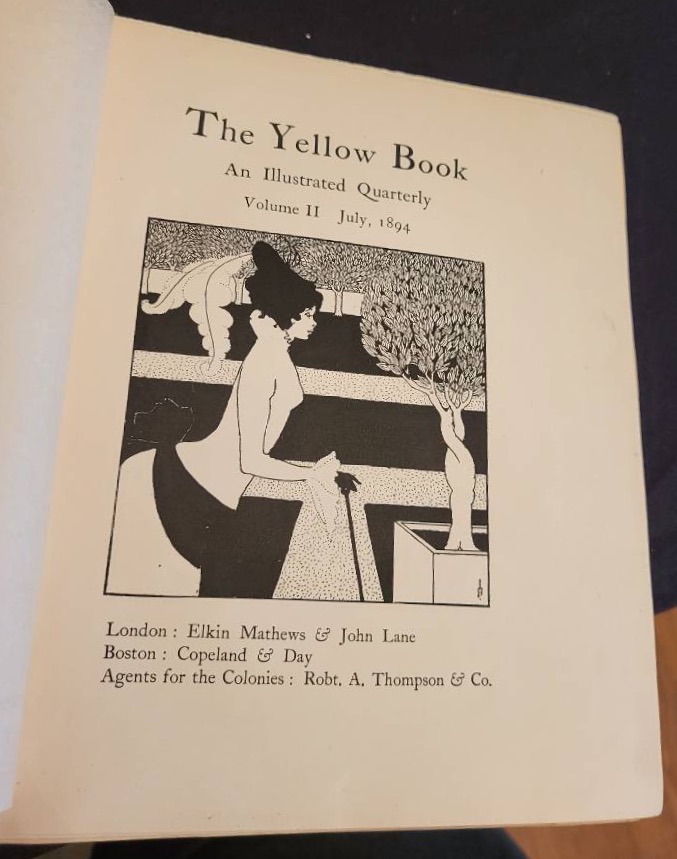 The Yellow Book
An Illustrated Quarterly
Volume II July, 1894
London : Elkin Mathews & John Lane
Boston : Copeland & Day
Agents for the Colonies : Robt. A. Thompson & Co.